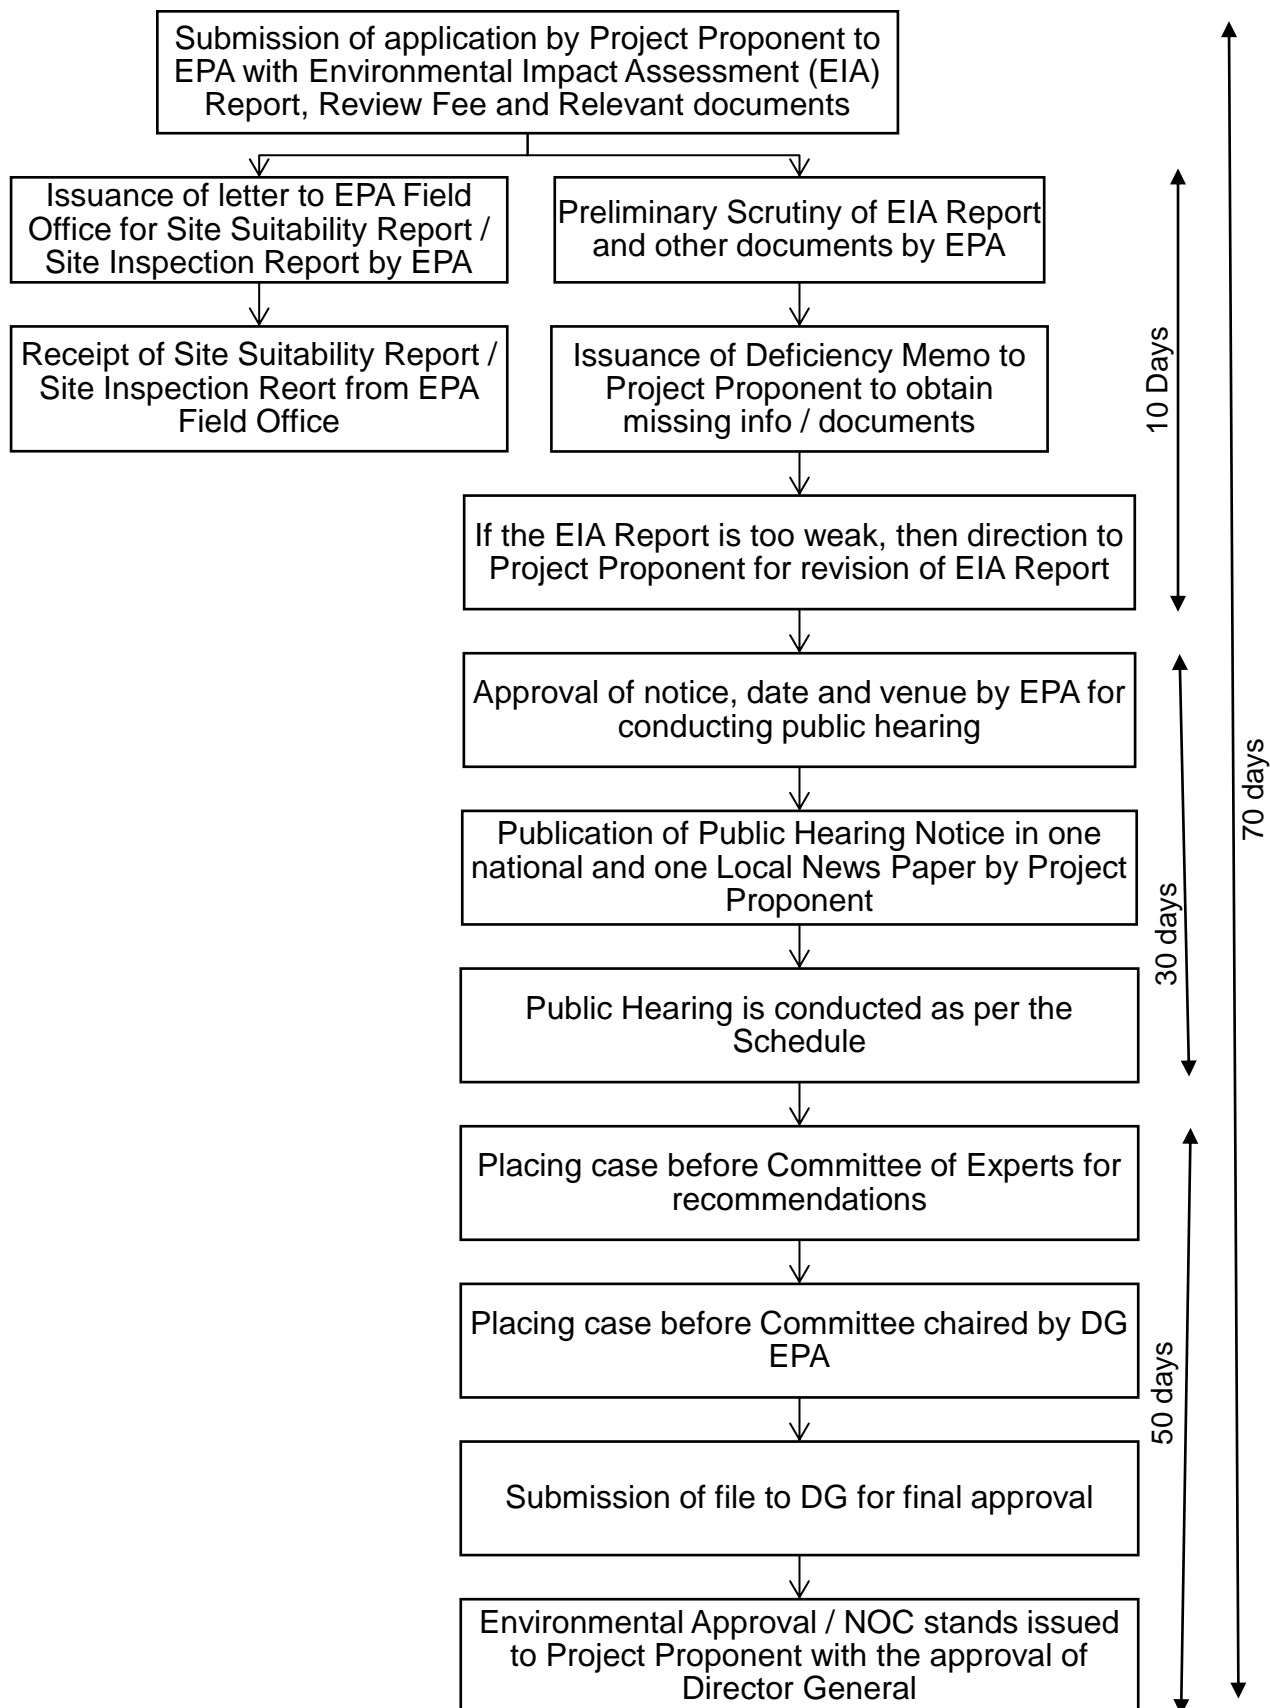 Submission of application by Project Proponent to
EPA with Environmental Impact Assessment (EIA)
Report, Review Fee and Relevant documents
Issuance of letter to EPA Field
Office for Site Suitability Report /
Site Inspection Report by EPA
Preliminary Scrutiny of EIA Report
and other documents by EPA
Receipt of Site Suitability Report /
Site Inspection Reort from EPA
Field Office
Issuance of Deficiency Memo to
Project Proponent to obtain
missing info / documents
10 Days
If the EIA Report is too weak, then direction to
Project Proponent for revision of EIA Report
Approval of notice, date and venue by EPA for
conducting public hearing
70 days
Publication of Public Hearing Notice in one
national and one Local News Paper by Project
Proponent
30 days
Public Hearing is conducted as per the
Schedule
Placing case before Committee of Experts for
recommendations
Placing case before Committee chaired by DG
EPA
50 days
Submission of file to DG for final approval
Environmental Approval / NOC stands issued
to Project Proponent with the approval of
Director General